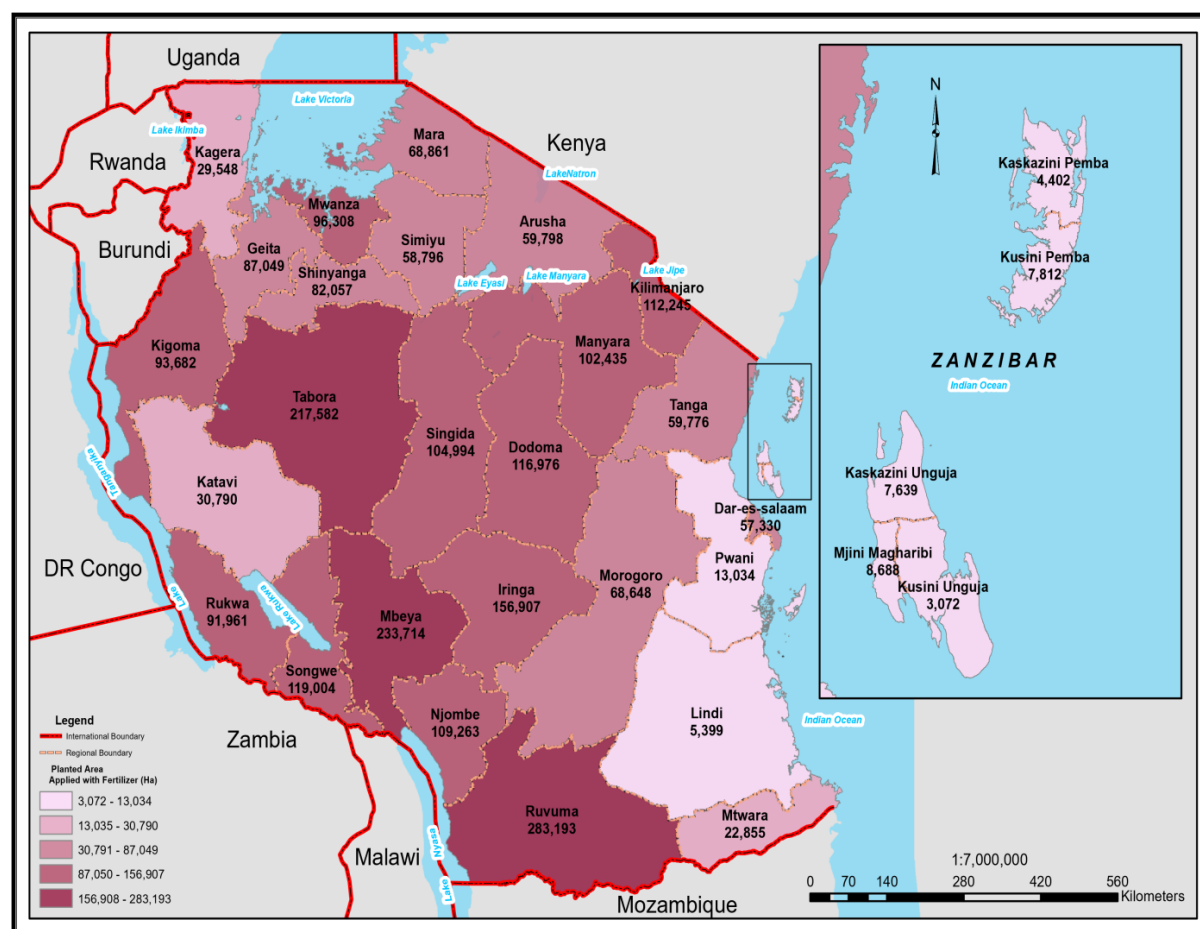 Uganda
Lake Victoria
Lake Ikimba
Rwanda
Kagera
29,548
Mara
68,861
Kenya
LakeNatron
Burundi
Mwanza
96,308
Geita
87,049
Shinyanga
82,057
Simiyu
58,796
Arusha
59,798
Lake Eyasi
Lake Manyara
Lake Jipe
Kilimanjaro
112,245
Kigoma
93,682
Manyara
102,435
Tabora
217,582
Singida
104,994
Dodoma
116,976
Tanga
59,776
Katavi
30,790
Lake
Tanganyika
DR Congo
Dar-es-salaam
57,330
Pwani
13,034
Morogoro
68,648
Iringa
156,907
Rukwa
91,961
Lake Rukwa
Mbeya
233,714
Songwe
119,004
Njombe
109,263
Lindi
5,399
Indian Ocean
Zambia
Ruvuma
283,193
Mtwara
22,855
Malawi
Lake
Nyasa
Mozambique
N
Kaskazini Pemba
4,402
Kusini Pemba
7,812
ZANZIBAR
Indian Ocean
Kaskazini Unguja
7,639
Mjini Magharibi
8,688
Kusini Unguja
3,072
Legend
International Boundary
Regional Boundary
Planted Area
Applied with Fertilizer (Ha)
3,072 - 13,034
13,035 - 30,790
30,791 - 87,049
87,050 - 156,907
156,908 - 283,193
1:7,000,000
0 70 140 280 420 560
Kilometers